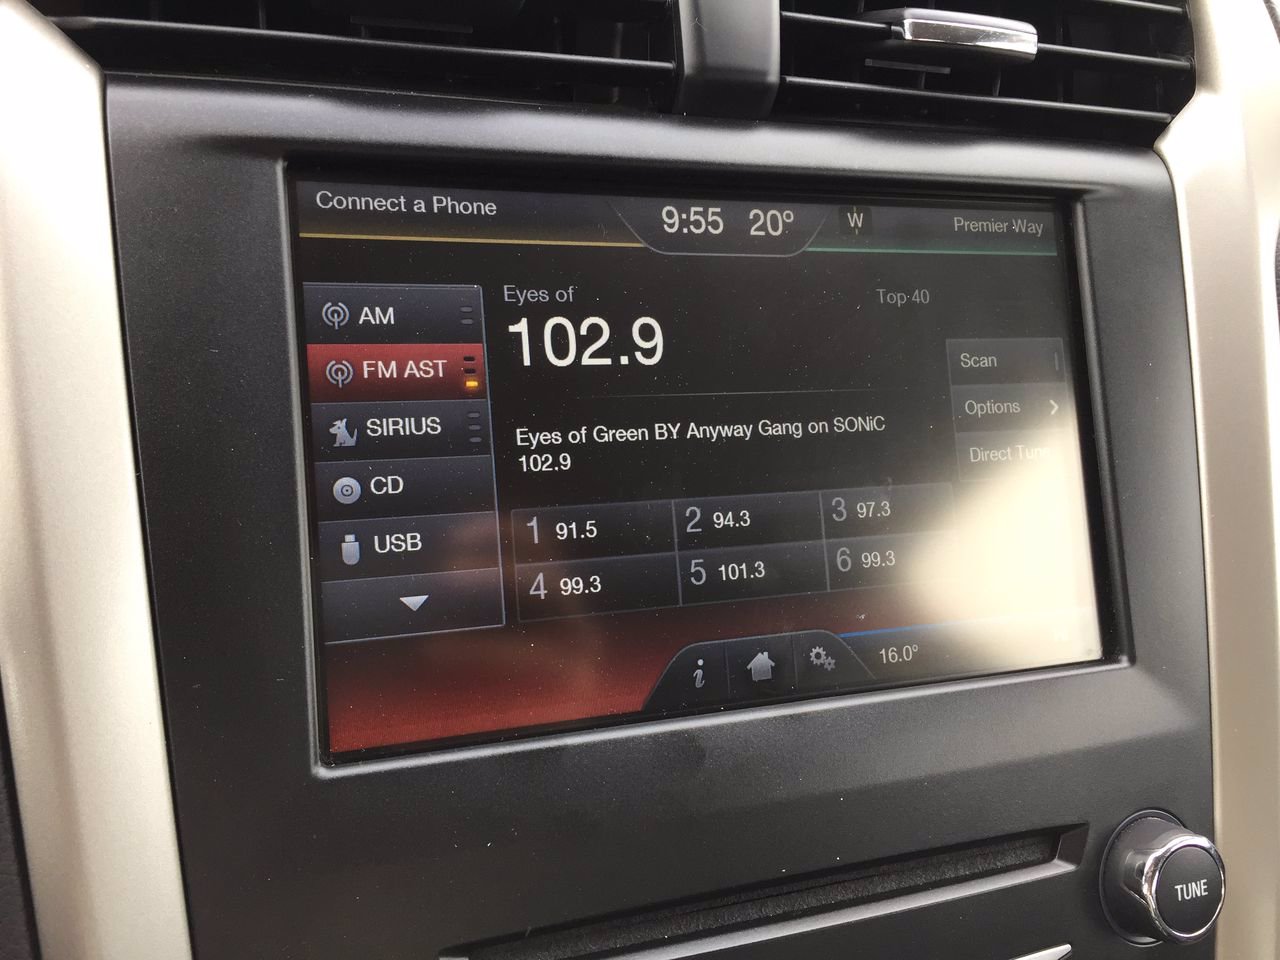 Connect a Phone
9:55 20°
W
Premier Way
AM
FM AST
SIRIUS
CD
USB
Eyes of
Top 40
102.9
Eyes of Green BY Anyway Gang on SONiC
102.9
Scan
Options
Direct Tune
1 91.5
2 94.3
3 97.3
4 99.3
5 101.3
6 99.3
i
16.0°
TUNE